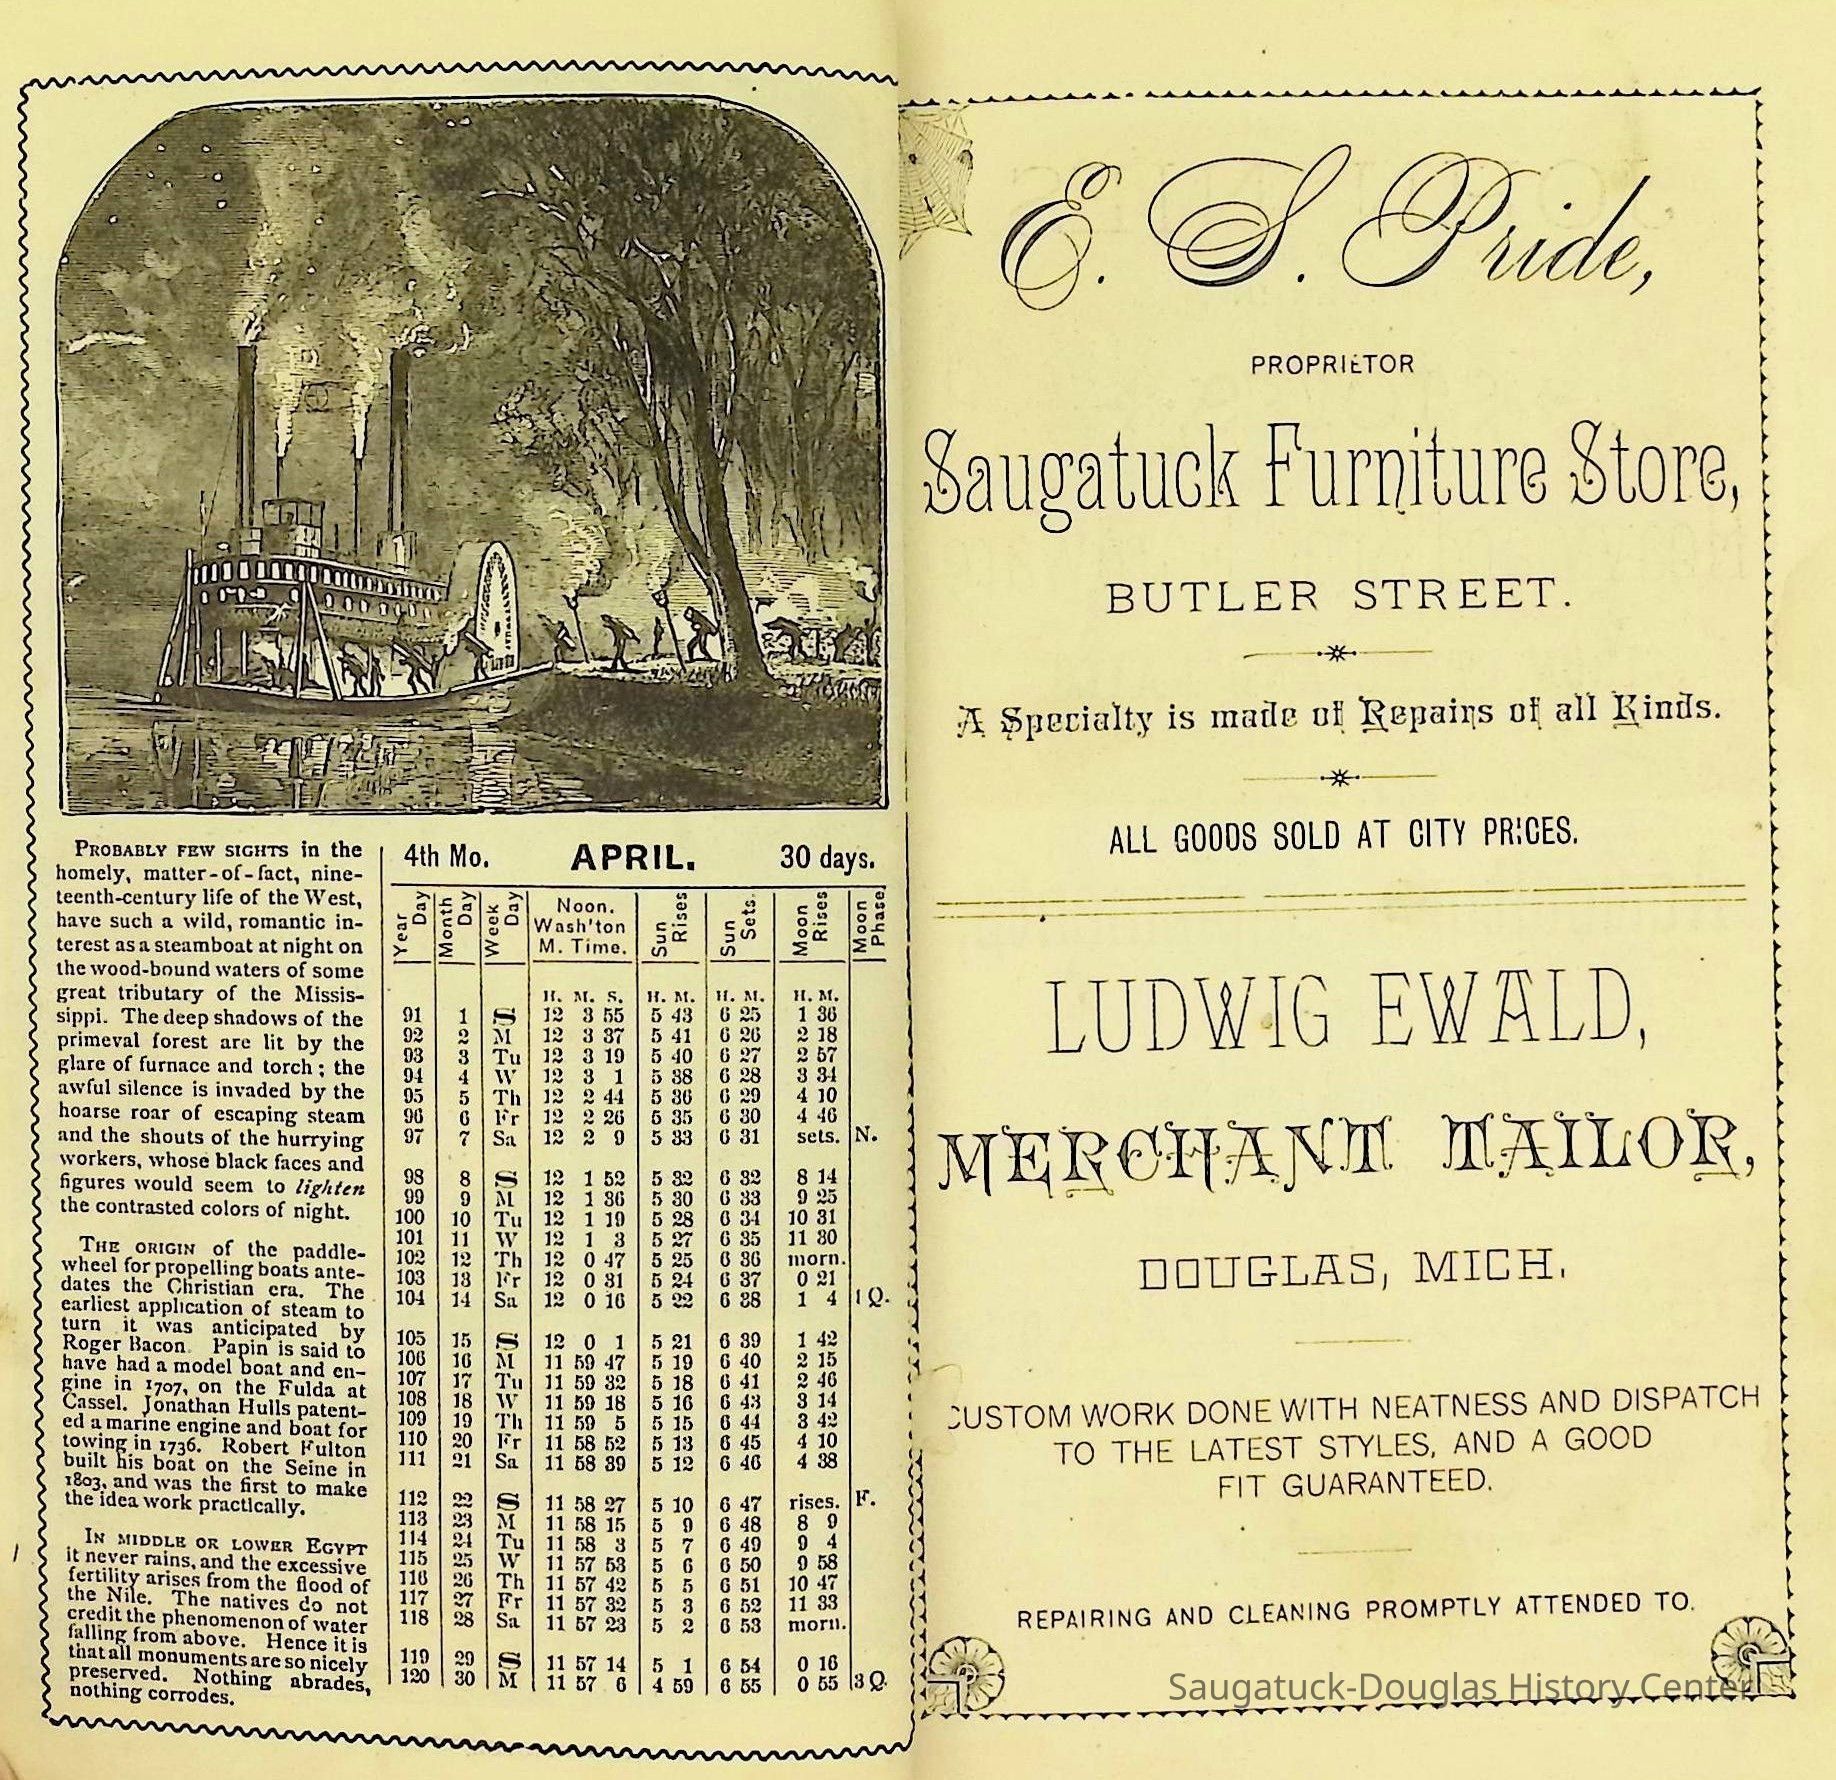 PROBABLY FEW SIGHTS in the
homely, matter-of-fact, nine-
teenth-century life of the West,
have such a wild, romantic in-
terest as a steamboat at night on
the wood-bound waters of some
great tributary of the Missis-
sippi. The deep shadows of the
primeval forest are lit by the
glare of furnace and torch; the
awful silence is invaded by the
hoarse roar of escaping steam
and the shouts of the hurrying
workers, whose black faces and
figures would seem to lighten
the contrasted colors of night.
THE ORIGIN of the paddle-
wheel for propelling boats ante-
dates the Christian era. The
earliest application of steam to
turn it was anticipated by
Roger Bacon. Papin is said to
have had a model boat and en-
gine in 1707, on the Fulda at
Cassel. Jonathan Hulls patent-
ed a marine engine and boat for
towing in 1736. Robert Fulton
built his boat on the Seine in
1803, and was the first to make
the idea work practically.
IN MIDDLE OR LOWER EGYPT
it never rains, and the excessive
fertility arises from the flood of
the Nile. The natives do not
credit the phenomenon of water
falling from above. Hence it is
that all monuments are so nicely
preserved. Nothing abrades,
nothing corrodes.
4th Mo. APRIL. 30 days.
Year Day Month Day Week Day Noon. Wash'ton M. Time. Sun Rises Sun Sets. Moon Rises Moon Phase
H. M. S. H. M. H. M. H. M.
91 1 S 12 3 55 5 43 6 25 1 36
92 2 M 12 3 37 5 41 6 26 2 18
93 3 Tu 12 3 19 5 40 6 27 2 57
94 4 W 12 3 1 5 38 6 28 3 34
95 5 Th 12 2 44 5 36 6 29 4 10
96 6 Fr 12 2 26 5 35 6 30 4 46
97 7 Sa 12 2 9 5 33 6 31 sets. N.
98 8 S 12 1 52 5 32 6 32 8 14
99 9 M 12 1 36 5 30 6 33 9 25
100 10 Tu 12 1 19 5 28 6 34 10 31
101 11 W 12 1 3 5 27 6 35 11 30
102 12 Th 12 0 47 5 25 6 36 morn.
103 13 Fr 12 0 31 5 24 6 37 0 21
104 14 Sa 12 0 16 5 22 6 38 1 4 1 Q.
105 15 S 12 0 1 5 21 6 39 1 42
106 16 M 11 59 47 5 19 6 40 2 15
107 17 Tu 11 59 32 5 18 6 41 2 46
108 18 W 11 59 18 5 16 6 43 3 14
109 19 Th 11 59 5 5 15 6 44 3 42
110 20 Fr 11 58 52 5 13 6 45 4 10
111 21 Sa 11 58 39 5 12 6 46 4 38
112 22 S 11 58 27 5 10 6 47 rises. F.
113 23 M 11 58 15 5 9 6 48 8 9
114 24 Tu 11 58 3 5 7 6 49 9 4
115 25 W 11 57 53 5 6 6 50 9 58
116 26 Th 11 57 42 5 5 6 51 10 47
117 27 Fr 11 57 32 5 3 6 52 11 33
118 28 Sa 11 57 23 5 2 6 53 morn.
119 29 S 11 57 14 5 1 6 54 0 16
120 30 M 11 57 6 4 59 6 55 0 55 3 Q.
E. S. Pride,
PROPRIETOR
Saugatuck Furniture Store,
BUTLER STREET.
A Specialty is made of Repairs of all Kinds.
ALL GOODS SOLD AT CITY PRICES.
LUDWIG EWALD,
MERCHANT TAILOR,
DOUGLAS, MICH.
CUSTOM WORK DONE WITH NEATNESS AND DISPATCH
TO THE LATEST STYLES, AND A GOOD
FIT GUARANTEED.
REPAIRING AND CLEANING PROMPTLY ATTENDED TO.
Saugatuck-Douglas History Center